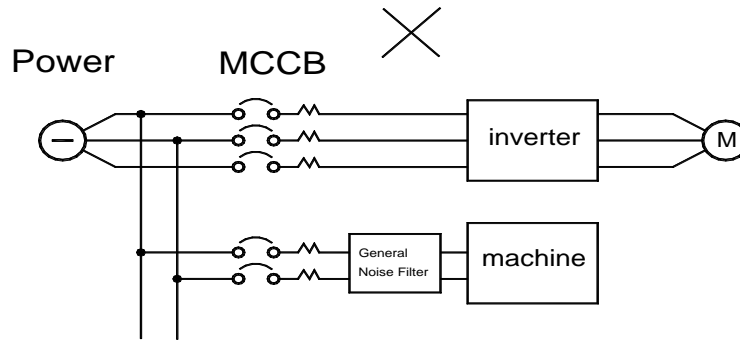 Power
MCCB
inverter
M
General
Noise Filter
machine